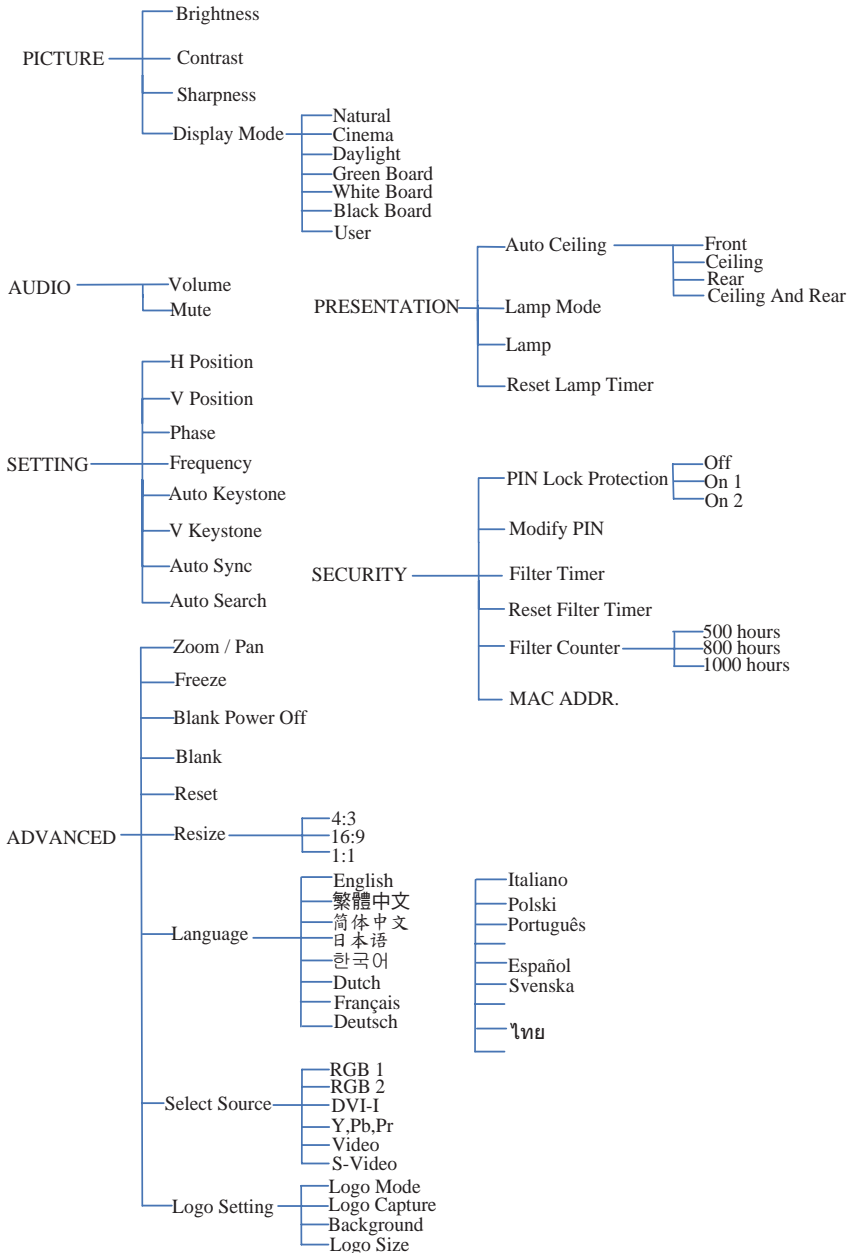 PICTURE
Brightness
Contrast
Sharpness
Display Mode
Natural
Cinema
Daylight
Green Board
White Board
Black Board
User
AUDIO
Volume
Mute
PRESENTATION
Auto Ceiling
Front
Ceiling
Rear
Ceiling And Rear
Lamp Mode
Lamp
Reset Lamp Timer
SETTING
H Position
V Position
Phase
Frequency
Auto Keystone
V Keystone
Auto Sync
Auto Search
SECURITY
PIN Lock Protection
Off
On 1
On 2
Modify PIN
Filter Timer
Reset Filter Timer
Filter Counter
500 hours
800 hours
1000 hours
MAC ADDR.
ADVANCED
Zoom / Pan
Freeze
Blank Power Off
Blank
Reset
Resize
4:3
16:9
1:1
Language
English
繁體中文
简体中文
日本语
한국어
Dutch
Français
Deutsch
Italiano
Polski
Português
Español
Svenska
ไทย
Select Source
RGB 1
RGB 2
DVI-I
Y,Pb,Pr
Video
S-Video
Logo Setting
Logo Mode
Logo Capture
Background
Logo Size